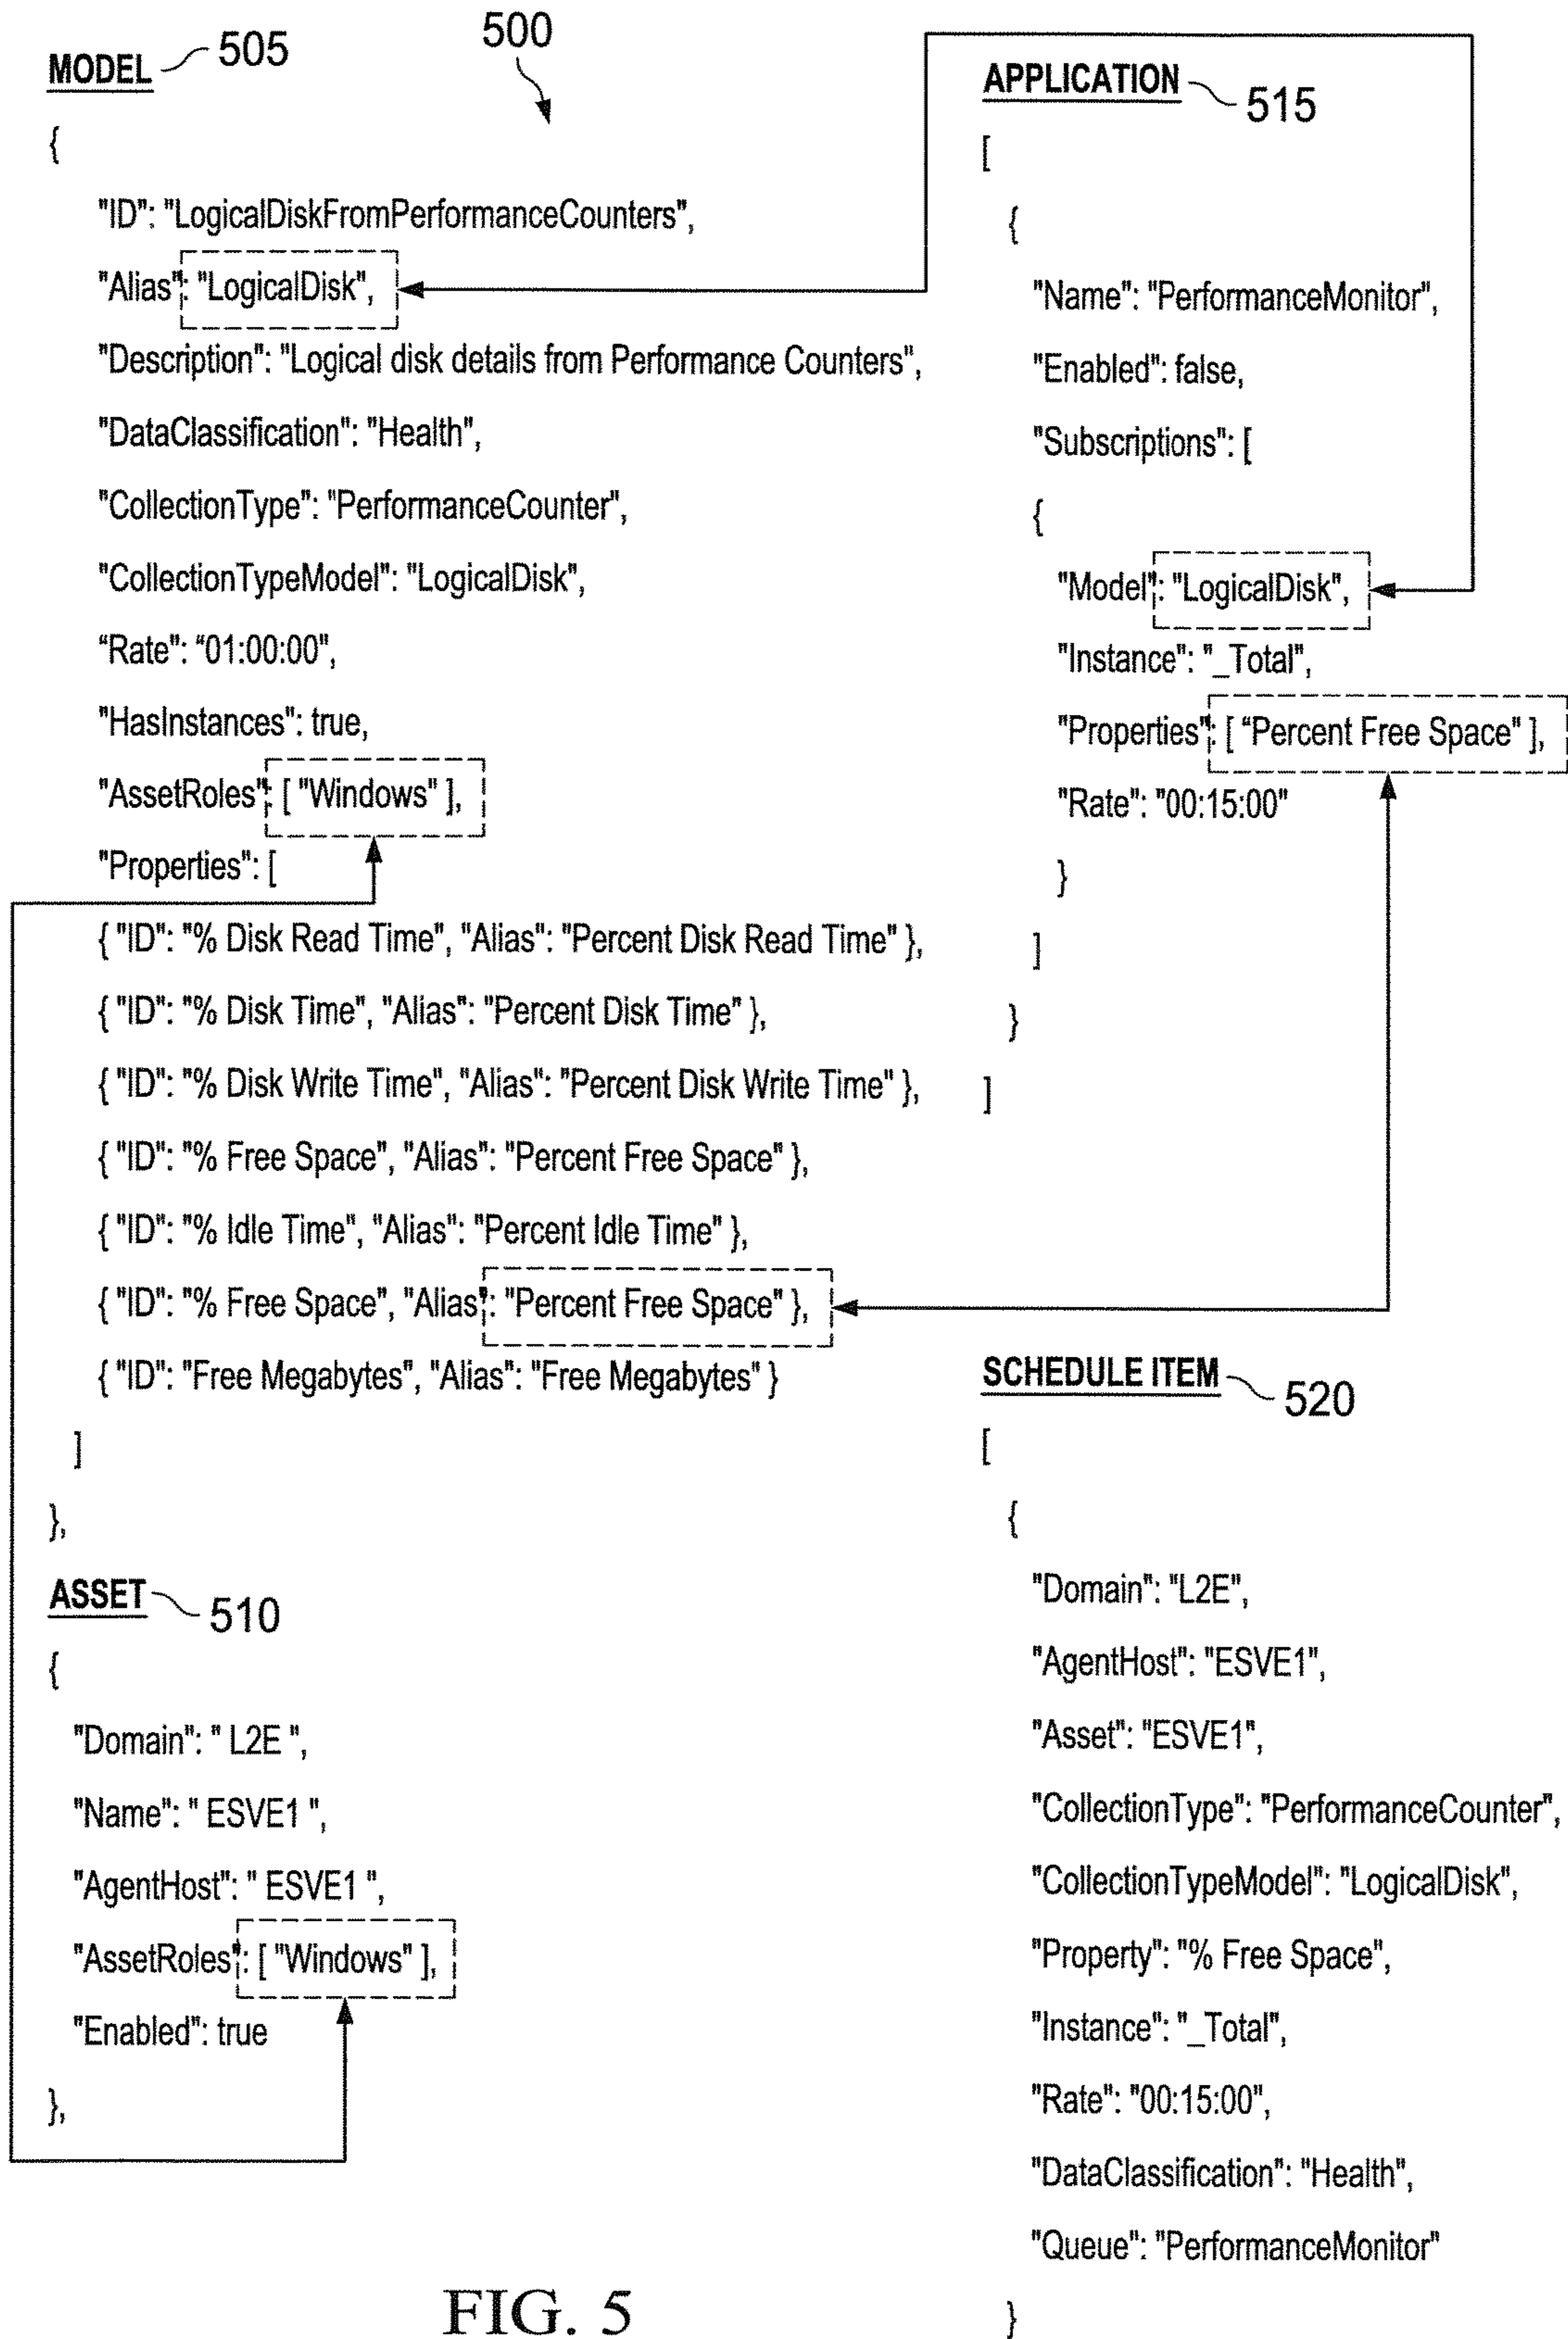 500
MODEL 505
{
"ID": "LogicalDiskFromPerformanceCounters",
"Alias": "LogicalDisk",
"Description": "Logical disk details from Performance Counters",
"DataClassification": "Health",
"CollectionType": "PerformanceCounter",
"CollectionTypeModel": "LogicalDisk",
“Rate": “01:00:00",
"HasInstances": true,
"AssetRoles": [ "Windows" ],
"Properties": [
{ "ID": "% Disk Read Time", "Alias": "Percent Disk Read Time" },
{ "ID": "% Disk Time", "Alias": "Percent Disk Time" },
{ "ID": "% Disk Write Time", "Alias": "Percent Disk Write Time" },
{ "ID": "% Free Space", "Alias": "Percent Free Space" },
{ "ID": "% Idle Time", "Alias": "Percent Idle Time" },
{ "ID": "% Free Space", "Alias": "Percent Free Space" },
{ "ID": "Free Megabytes", "Alias": "Free Megabytes" }
]
},
ASSET 510
{
"Domain": " L2E ",
"Name": " ESVE1 ",
"AgentHost": " ESVE1 ",
"AssetRoles": [ "Windows" ],
"Enabled": true
},
APPLICATION 515
[
{
"Name": "PerformanceMonitor",
"Enabled": false,
"Subscriptions": [
{
"Model": "LogicalDisk",
"Instance": "_Total",
"Properties": [ “Percent Free Space" ],
"Rate": "00:15:00"
}
]
}
]
SCHEDULE ITEM 520
[
{
"Domain": "L2E",
"AgentHost": "ESVE1",
"Asset": "ESVE1",
"CollectionType": "PerformanceCounter",
"CollectionTypeModel": "LogicalDisk",
"Property": "% Free Space",
"Instance": "_Total",
"Rate": "00:15:00",
"DataClassification": "Health",
"Queue": "PerformanceMonitor"
}
FIG. 5